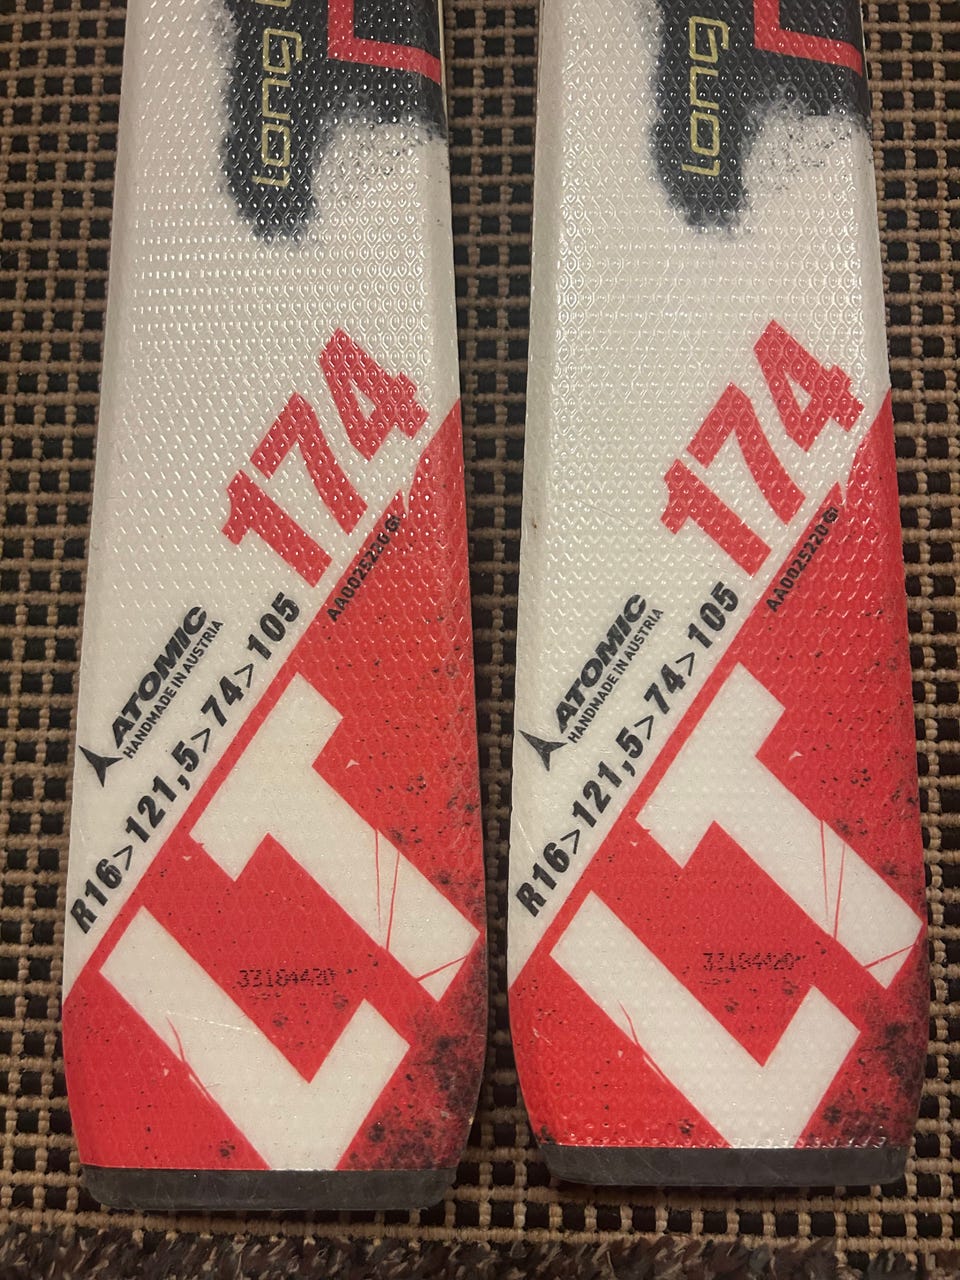 Long
174
AA0025220 G
ATOMIC
HANDMADE IN AUSTRIA
R16>121,5>74>105
LT
33184420
Long
174
AA0025220 G
ATOMIC
HANDMADE IN AUSTRIA
R16>121,5>74>105
LT
33184420